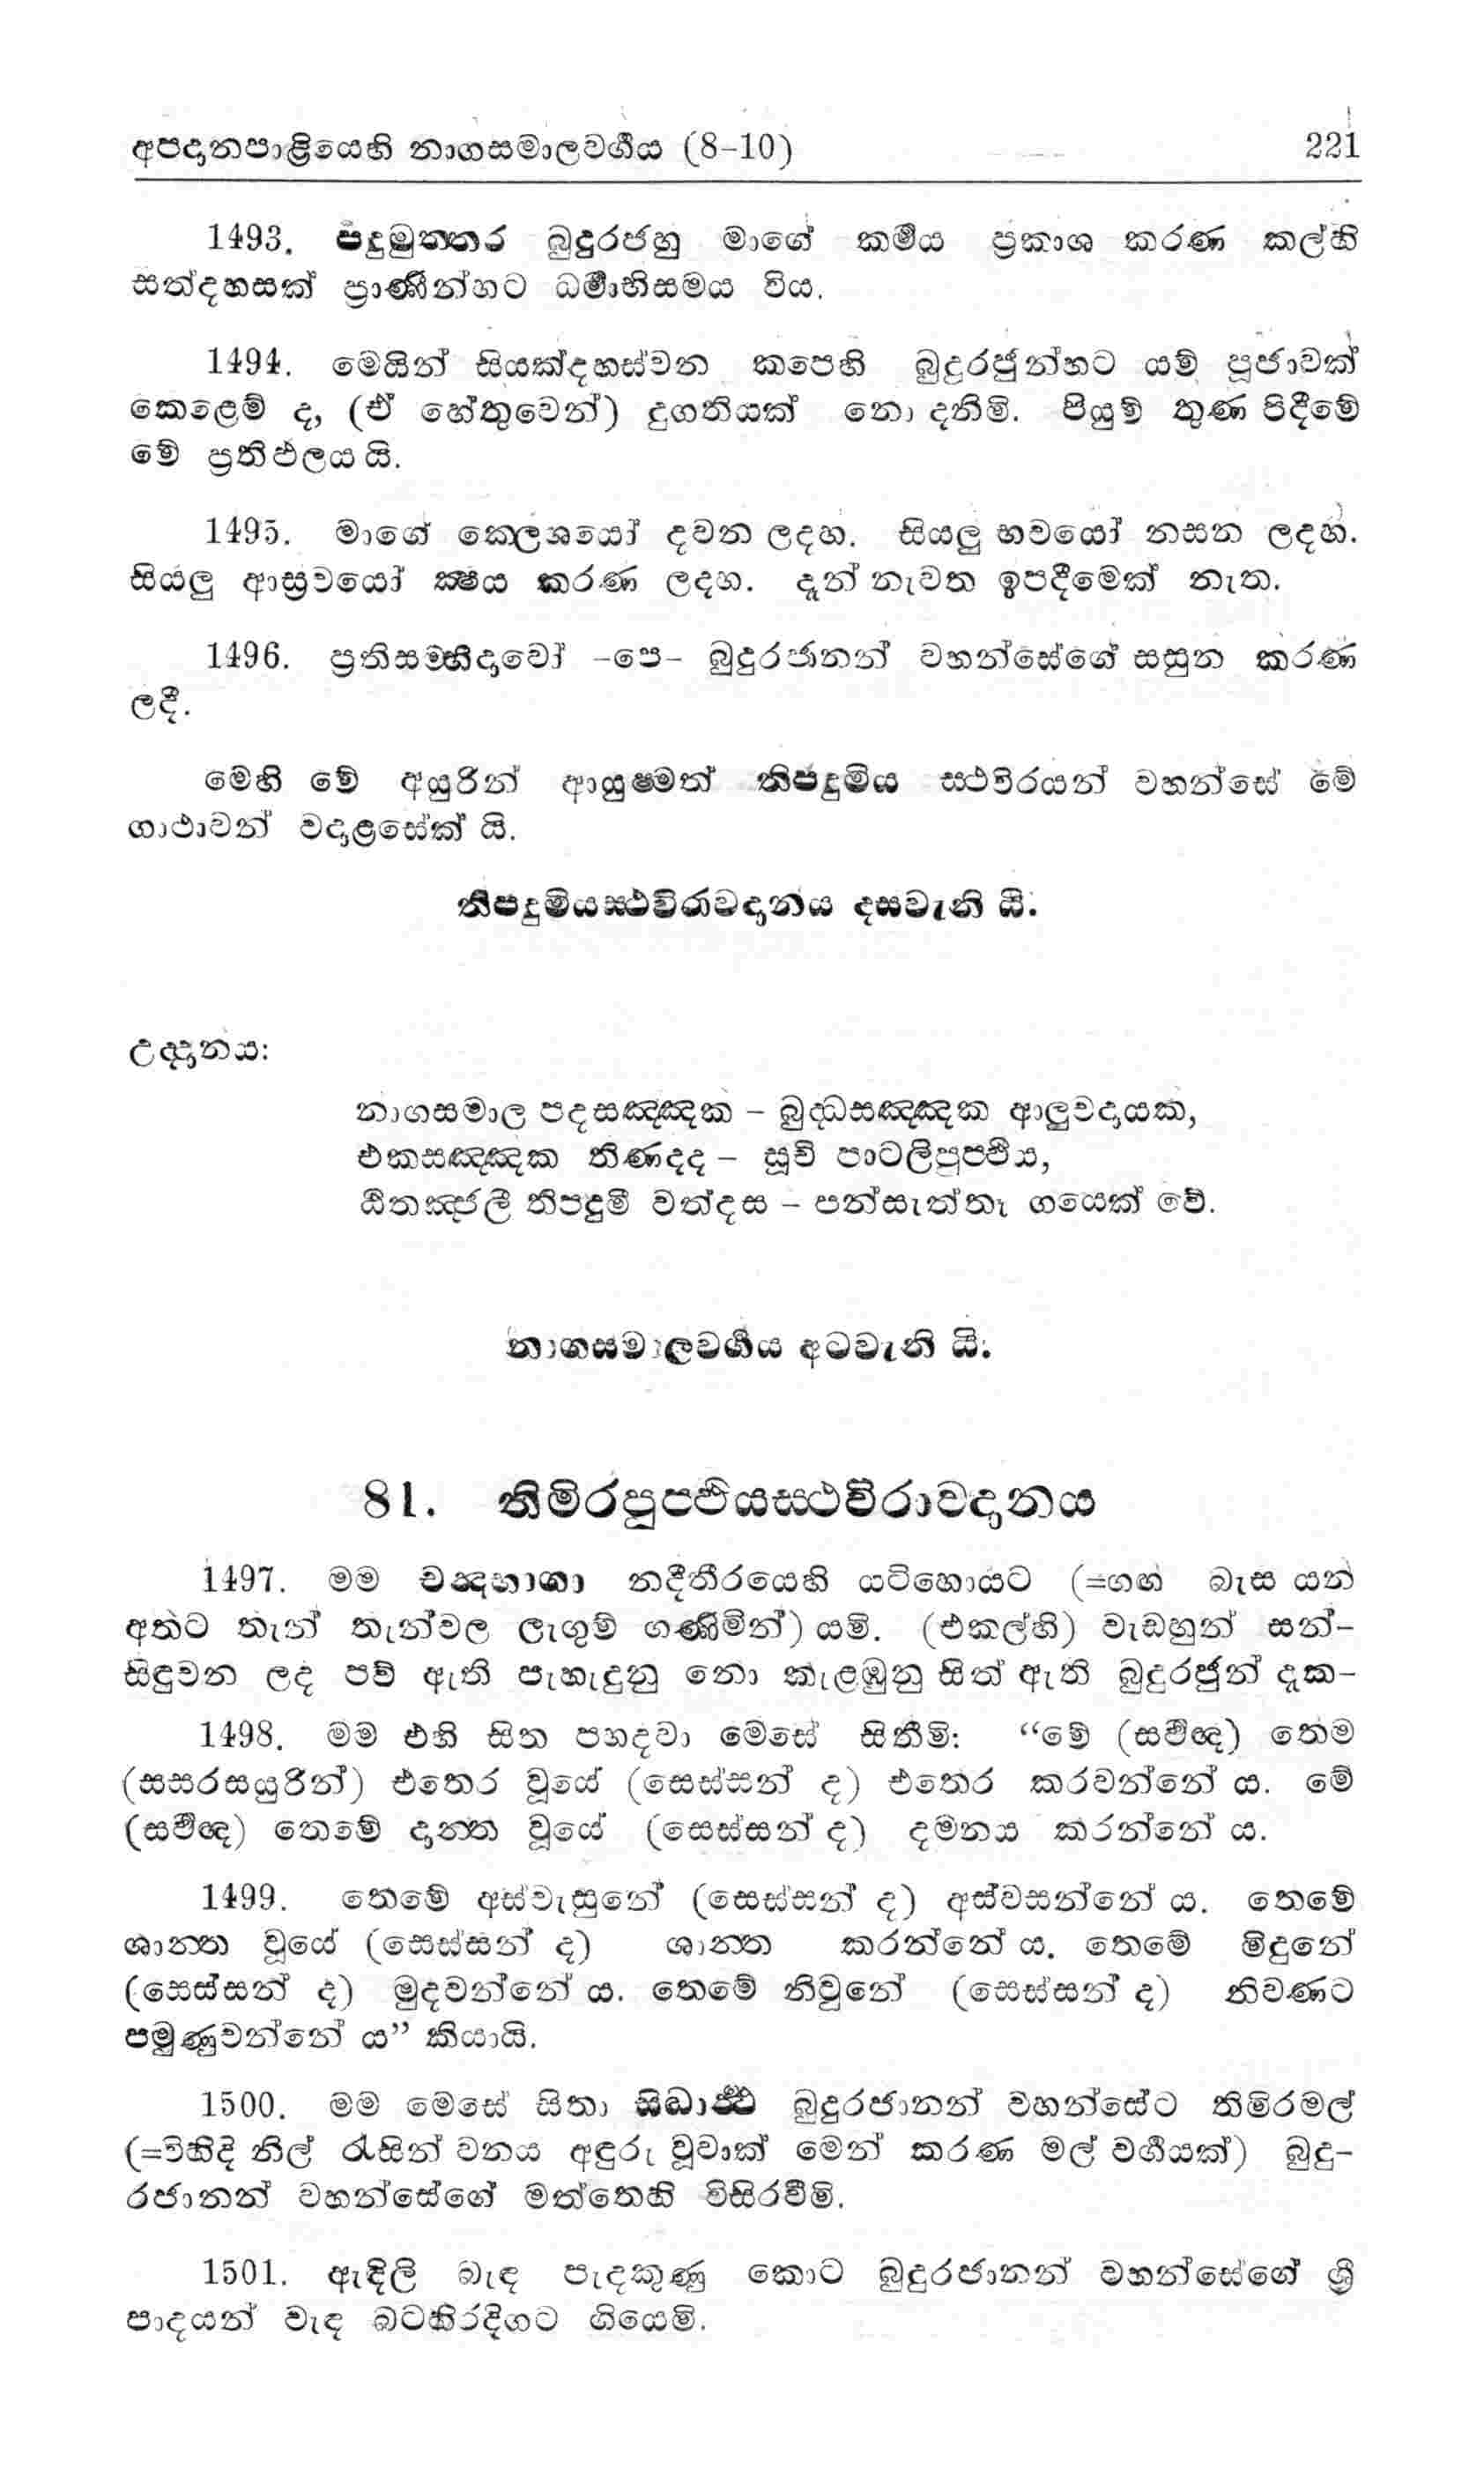 අපදානපාළියෙහි නාගසමාලවර්‍ගය (8-10) 221
1493. පදුමුත්තර බුදුරජහු මාගේ කර්‍මය ප්‍රකාශ කරණ කල්හි
සත්දහසක් ප්‍රාණීන්හට ධර්‍මාභිසමය විය.
1494. මෙයින් සියක්දහස්වන කපෙහි බුදුරජුන්හට යම් පූජාවක්
කෙළෙම් ද, (ඒ හේතුවෙන්) දුගතියක් නො දනිමි. පියුම් තුණ පිදීමේ
මේ ප්‍රතිඵලය යි.
1495. මාගේ කෙලශයෝ දවන ලදහ. සියලු භවයෝ නසන ලදහ.
සියලු ආස්‍රවයෝ ක්‍ෂය කරණ ලදහ. දැන් නැවත ඉපදීමෙක් නැත.
1496. ප්‍රතිසම්භිදාවෝ -පෙ- බුදුරජානන් වහන්සේගේ සසුන කරණ
ලදී.
මෙහි මේ අයුරින් ආයුෂ්මත් තිපදුමිය ස්ථවිරයන් වහන්සේ මේ
ගාථාවන් වදාළසේක් යි.
තිපදුමියස්ථවිරාවදානය දසවැනි යි.
උද්දානය:
නාගසමාල පදසඤ්ඤක – බුද්ධසඤ්ඤක ආලුවදායක,
එකසඤ්ඤක තිණදද – සූචි පාටලිපුප්ඵිය,
ඨිතඤ්ජලී තිපදුමී වත්දස – පන්සැත්තෑ ගයෙක් වේ.
නාගසමාලවර්‍ගය අටවැනි යි.
81. තිමිරපුප්ඵියස්ථවිරාවදානය
1497. මම චන්‍ද්‍රභාගා නදීතීරයෙහි යටිහොයට (=ගඟ බැස යන
අතට තැන් තැන්වල ලැගුම් ගණිමින්) යමි. (එකල්හි) වැඩහුන් සන්-
සිඳුවන ලද පව් ඇති පැහැදුනු නො කැළඹුනු සිත් ඇති බුදුරජුන් දැක-
1498. මම එහි සිත පහදවා මෙසේ සිතීමි: “මේ (සර්‍වඥ) තෙම
(සසරසයුරින්) එතෙර වූයේ (සෙස්සන් ද) එතෙර කරවන්නේ ය. මේ
(සර්‍වඥ) තෙමේ දාන්ත වූයේ (සෙස්සන් ද) දමනය කරන්නේ ය.
1499. තෙමේ අස්වැසුනේ (සෙස්සන් ද) අස්වසන්නේ ය. තෙමේ
ශාන්ත වූයේ (සෙස්සන් ද) ශාන්ත කරන්නේ ය. තෙමේ මිදුනේ
(සෙස්සන් ද) මුදවන්නේ ය. තෙමේ නිවුනේ (සෙස්සන් ද) නිවණට
පමුණුවන්නේ ය” කියායි.
1500. මම මෙසේ සිතා සිද්ධාර්‍ත්‍ථ බුදුරජානන් වහන්සේට තිමිරමල්
(=විහිදි නිල් රැසින් වනය අඳුරු වූවාක් මෙන් කරණ මල් වර්‍ගයක්) බුදු-
රජානන් වහන්සේගේ මත්තෙහි විසිරවීමි.
1501. ඇඳිලි බැඳ පැදකුණු කොට බුදුරජානන් වහන්සේගේ ශ්‍රී
පාදයන් වැඳ බටහිරදිගට ගියෙමි.